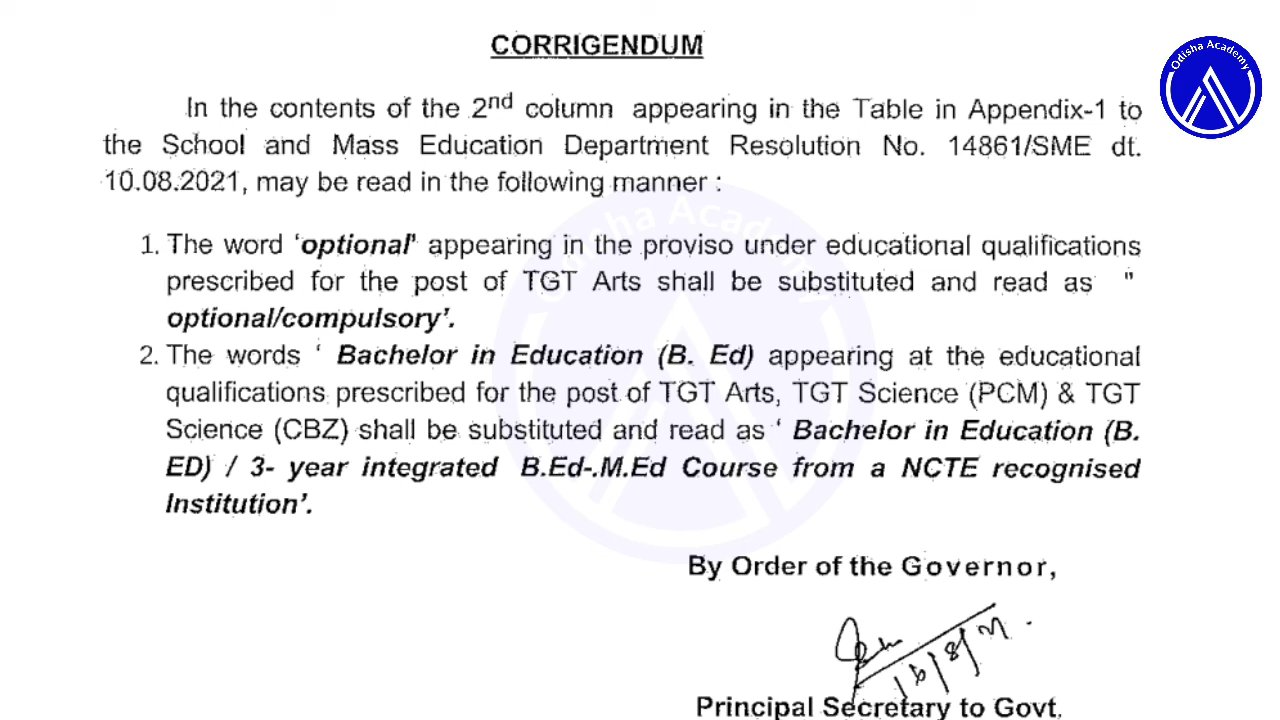 CORRIGENDUM
Odisha Academy
In the contents of the 2nd column appearing in the Table in Appendix-1 to
the School and Mass Education Department Resolution No. 14861/SME dt.
10.08.2021, may be read in the following manner :
1. The word 'optional' appearing in the proviso under educational qualifications
prescribed for the post of TGT Arts shall be substituted and read as "
optional/compulsory'.
2. The words ' Bachelor in Education (B. Ed) appearing at the educational
qualifications prescribed for the post of TGT Arts, TGT Science (PCM) & TGT
Science (CBZ) shall be substituted and read as ' Bachelor in Education (B.
ED) / 3- year integrated B.Ed-.M.Ed Course from a NCTE recognised
Institution'.
Odisha Academy
By Order of the Governor,
Principal Secretary to Govt.